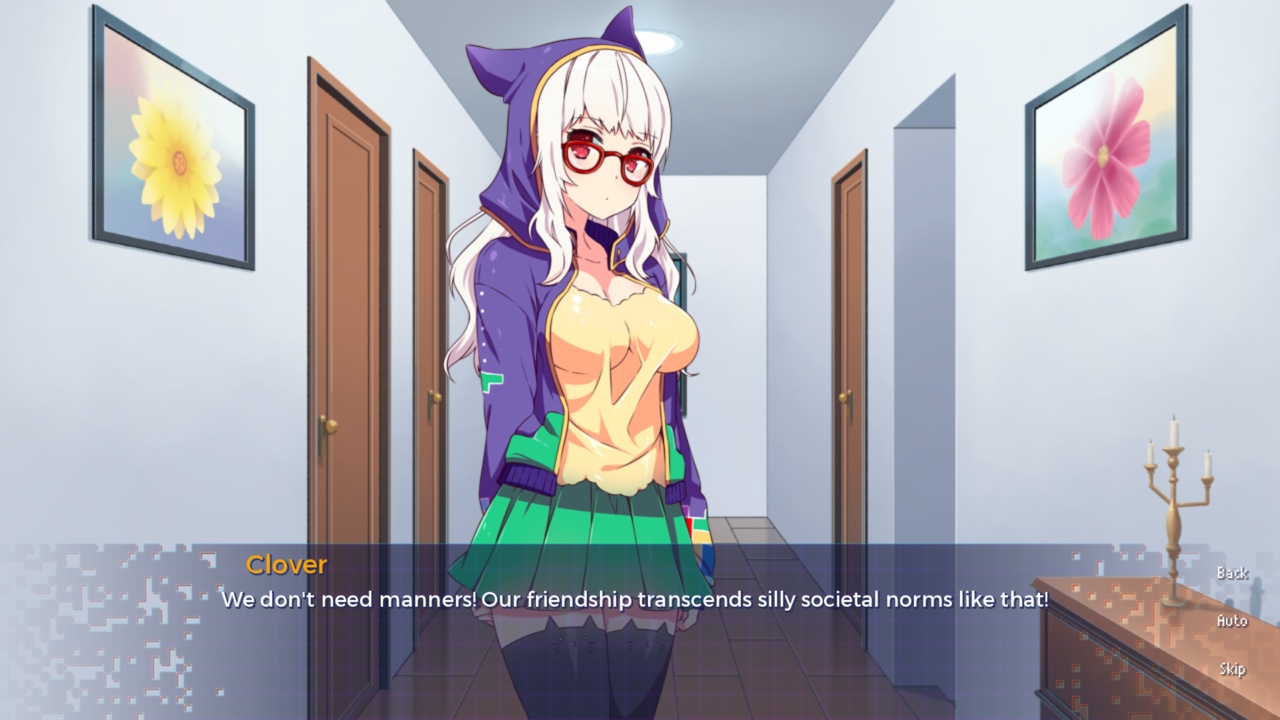 Clover
We don't need manners! Our friendship transcends silly societal norms like that!
Back
Auto
Skip